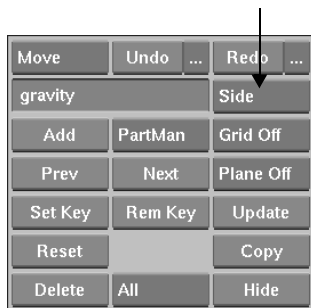 Move Undo ... Redo ...
gravity Side
Add PartMan Grid Off
Prev Next Plane Off
Set Key Rem Key Update
Reset Copy
Delete All Hide